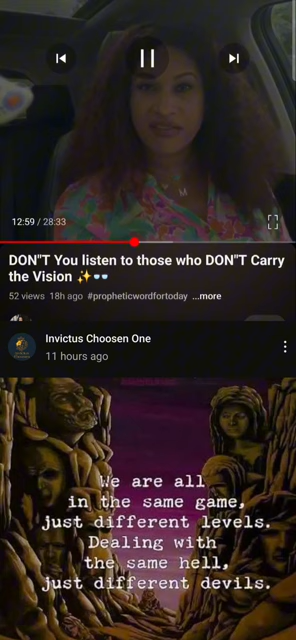 12:59 / 28:33
DON"T You listen to those who DON"T Carry
the Vision ✨🕶️
52 views 18h ago #propheticwordfortoday ...more
Invictus Choosen One
11 hours ago
We are all
in the same game,
just different levels.
Dealing with
the same hell,
just different devils.